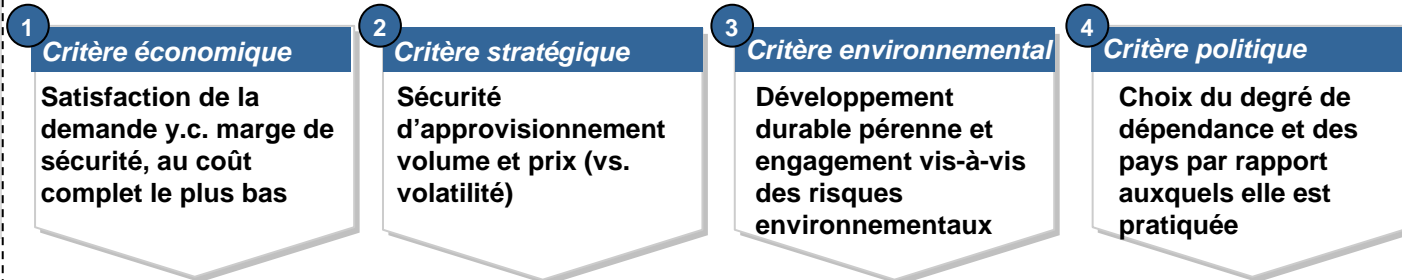 1
Critère économique
Satisfaction de la
demande y.c. marge de
sécurité, au coût
complet le plus bas
2
Critère stratégique
Sécurité
d’approvisionnement
volume et prix (vs.
volatilité)
3
Critère environnemental
Développement
durable pérenne et
engagement vis-à-vis
des risques
environnementaux
4
Critère politique
Choix du degré de
dépendance et des
pays par rapport
auxquels elle est
pratiquée